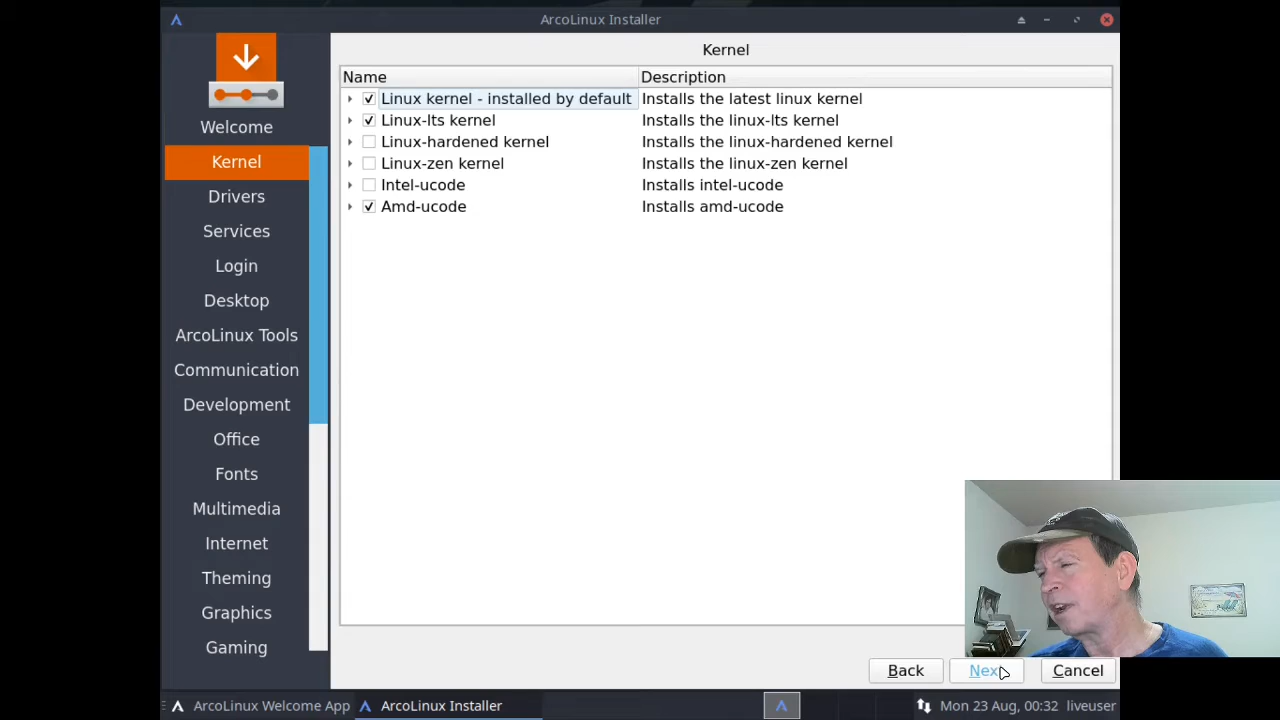 ArcoLinux Installer
Welcome
Kernel
Drivers
Services
Login
Desktop
ArcoLinux Tools
Communication
Development
Office
Fonts
Multimedia
Internet
Theming
Graphics
Gaming
Kernel
Name Description
Linux kernel - installed by default Installs the latest linux kernel
Linux-lts kernel Installs the linux-lts kernel
Linux-hardened kernel Installs the linux-hardened kernel
Linux-zen kernel Installs the linux-zen kernel
Intel-ucode Installs intel-ucode
Amd-ucode Installs amd-ucode
Back Next Cancel
ArcoLinux Welcome App ArcoLinux Installer Mon 23 Aug, 00:32 liveuser